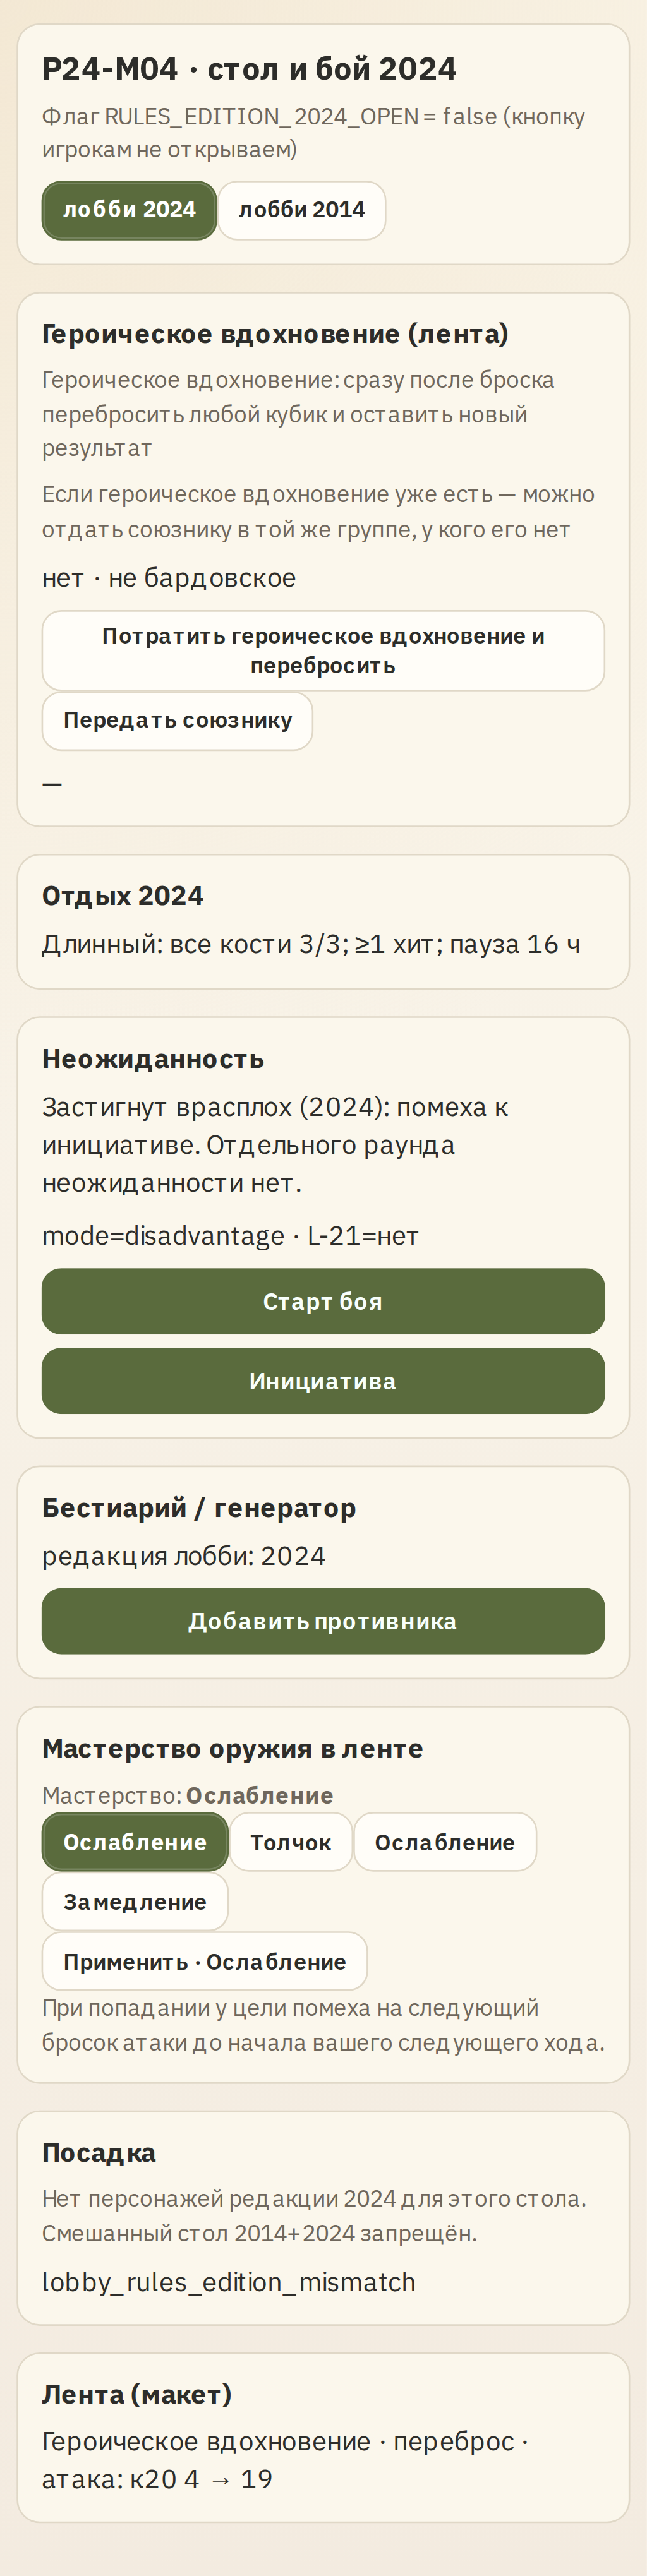 P24-M04 · стол и бой 2024
Флаг RULES_EDITION_2024_OPEN = false (кнопку
игрокам не открываем)
лобби 2024 лобби 2014
Героическое вдохновение (лента)
Героическое вдохновение: сразу после броска
перебросить любой кубик и оставить новый
результат
Если героическое вдохновение уже есть — можно
отдать союзнику в той же группе, у кого его нет
нет · не бардовское
Потратить героическое вдохновение и
перебросить
Передать союзнику
—
Отдых 2024
Длинный: все кости 3/3; ≥1 хит; пауза 16 ч
Неожиданность
Застигнут врасплох (2024): помеха к
инициативе. Отдельного раунда
неожиданности нет.
mode=disadvantage · L-21=нет
Старт боя
Инициатива
Бестиарий / генератор
редакция лобби: 2024
Добавить противника
Мастерство оружия в ленте
Мастерство: Ослабление
Ослабление Толчок Ослабление
Замедление
Применить · Ослабление
При попадании у цели помеха на следующий
бросок атаки до начала вашего следующего хода.
Посадка
Нет персонажей редакции 2024 для этого стола.
Смешанный стол 2014+2024 запрещён.
lobby_rules_edition_mismatch
Лента (макет)
Героическое вдохновение · переброс ·
атака: к20 4 → 19